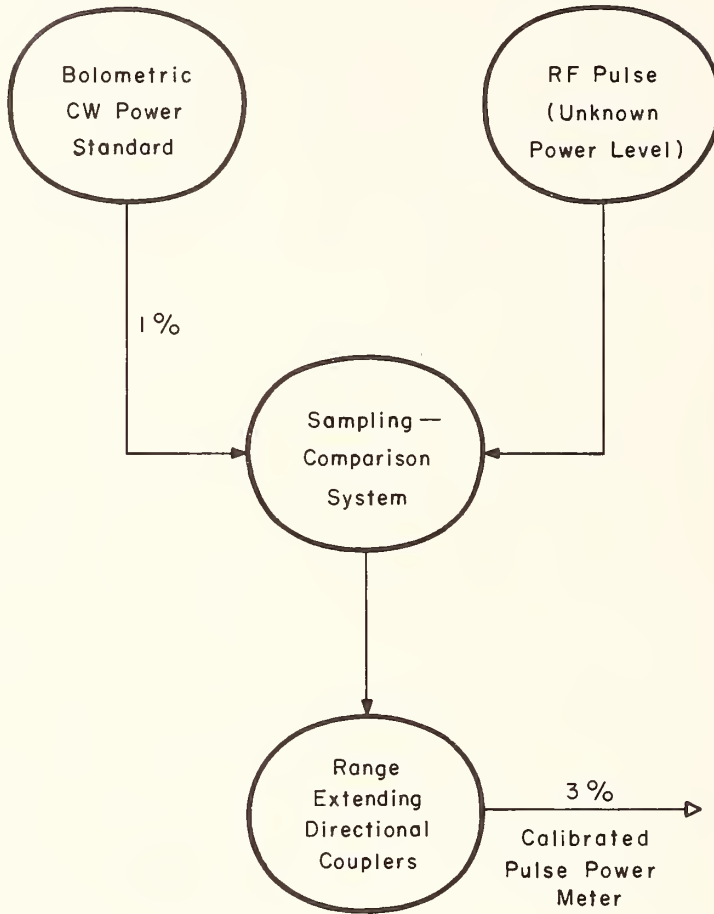 Bolometric
CW Power
Standard
RF Pulse
(Unknown
Power Level)
1%
Sampling —
Comparison
System
Range
Extending
Directional
Couplers
3%
Calibrated
Pulse Power
Meter